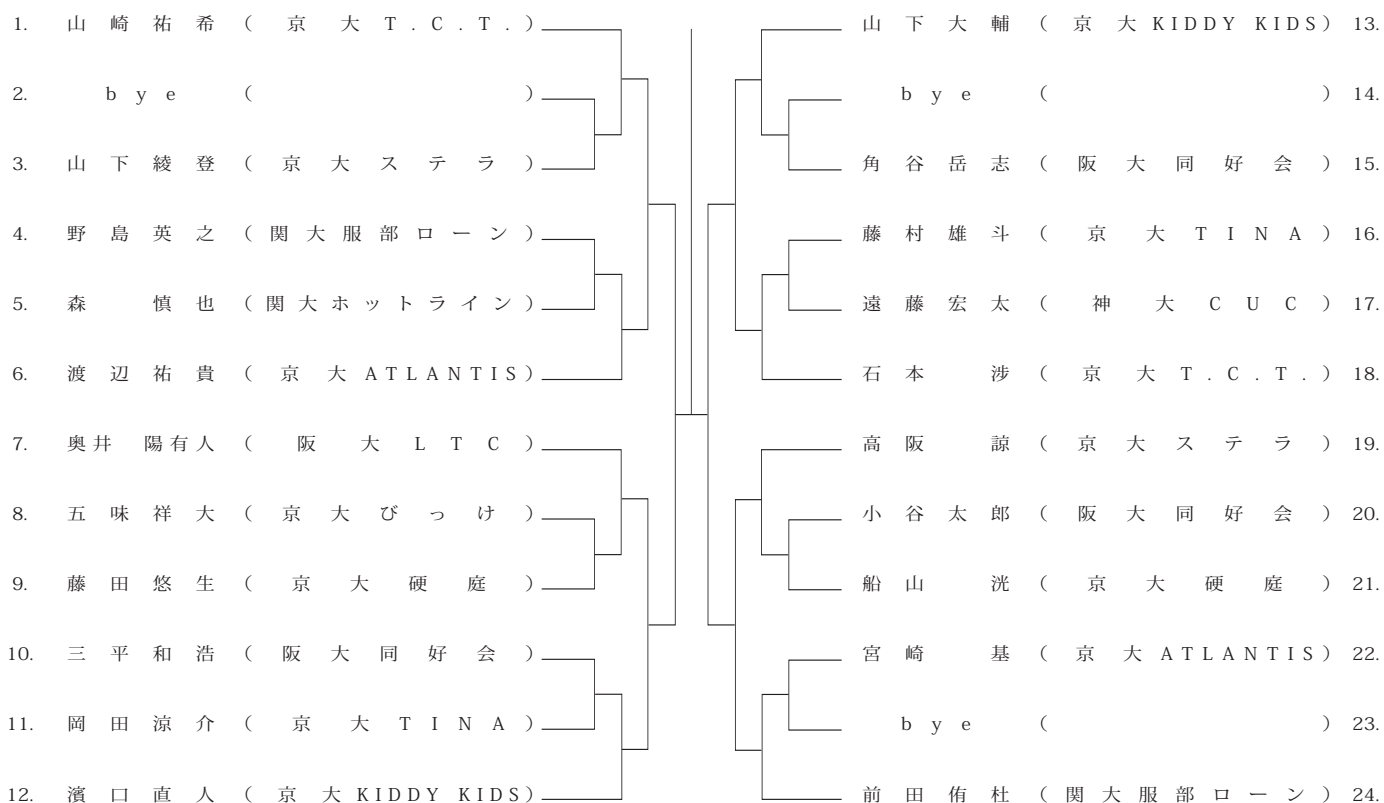 1. 山崎祐希(京大T.C.T.)
2. bye ( )
3. 山下綾登(京大ステラ)
4. 野島英之(関大服部ローン)
5. 森 慎也(関大ホットライン)
6. 渡辺祐貴(京大ATLANTIS)
7. 奥井 陽有人(阪大LTC)
8. 五味祥大(京大びっけ)
9. 藤田悠生(京大硬庭)
10. 三平和浩(阪大同好会)
11. 岡田涼介(京大TINA)
12. 濱口直人(京大KIDDY KIDS)
山下大輔(京大KIDDY KIDS) 13.
bye ( ) 14.
角谷岳志(阪大同好会) 15.
藤村雄斗(京大TINA) 16.
遠藤宏太(神大CUC) 17.
石本 渉(京大T.C.T.) 18.
高阪 諒(京大ステラ) 19.
小谷太郎(阪大同好会) 20.
船山 洸(京大硬庭) 21.
宮崎 基(京大ATLANTIS) 22.
bye ( ) 23.
前田侑杜(関大服部ローン) 24.